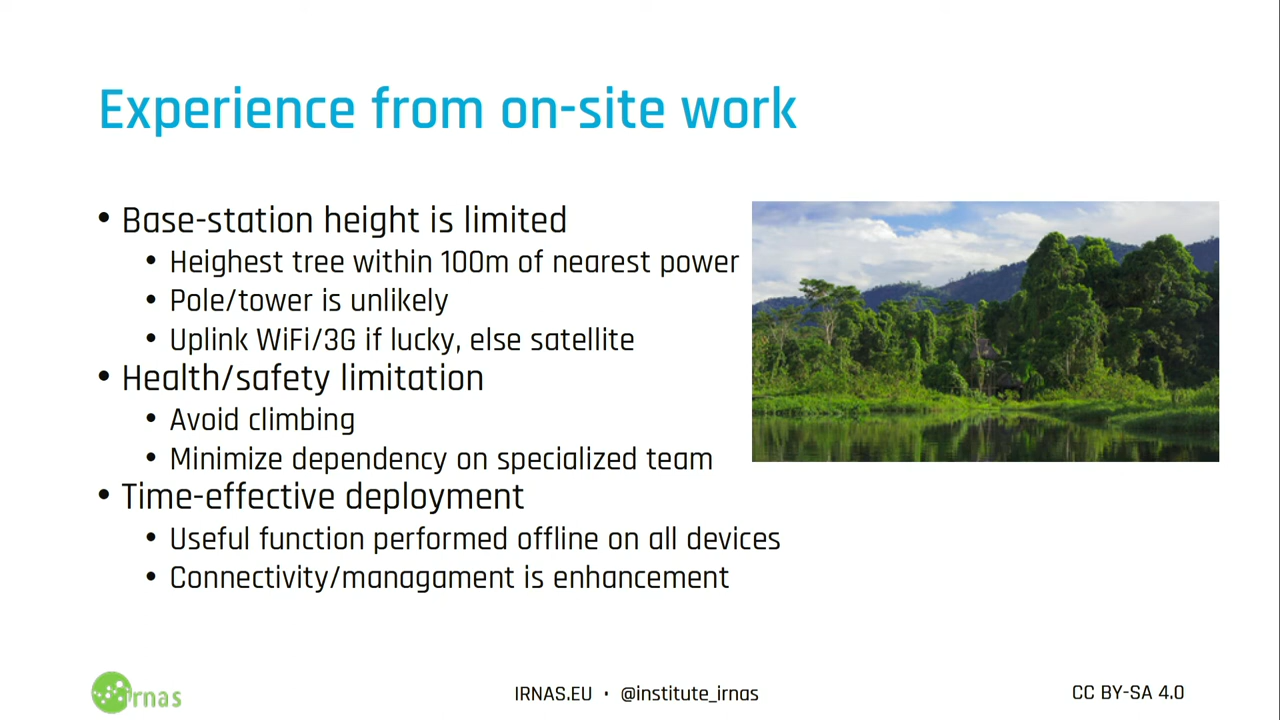 Experience from on-site work
• Base-station height is limited
• Heighest tree within 100m of nearest power
• Pole/tower is unlikely
• Uplink WiFi/3G if lucky, else satellite
• Health/safety limitation
• Avoid climbing
• Minimize dependency on specialized team
• Time-effective deployment
• Useful function performed offline on all devices
• Connectivity/managament is enhancement
irnas
IRNAS.EU • @institute_irnas
CC BY-SA 4.0